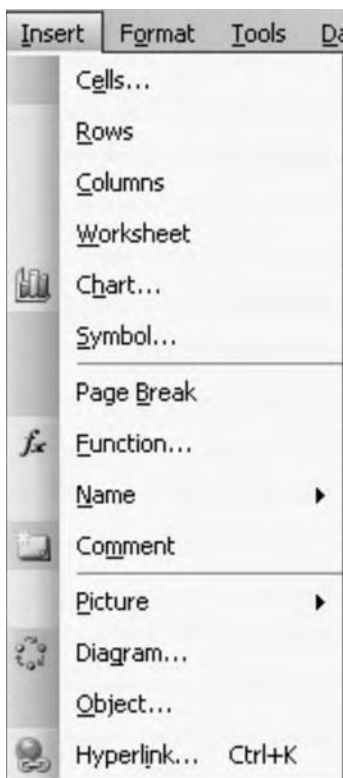 Insert Format Tools Da
Cells...
Rows
Columns
Worksheet
Chart...
Symbol...
Page Break
fx Function...
Name
Comment
Picture
Diagram...
Object...
Hyperlink... Ctrl+K